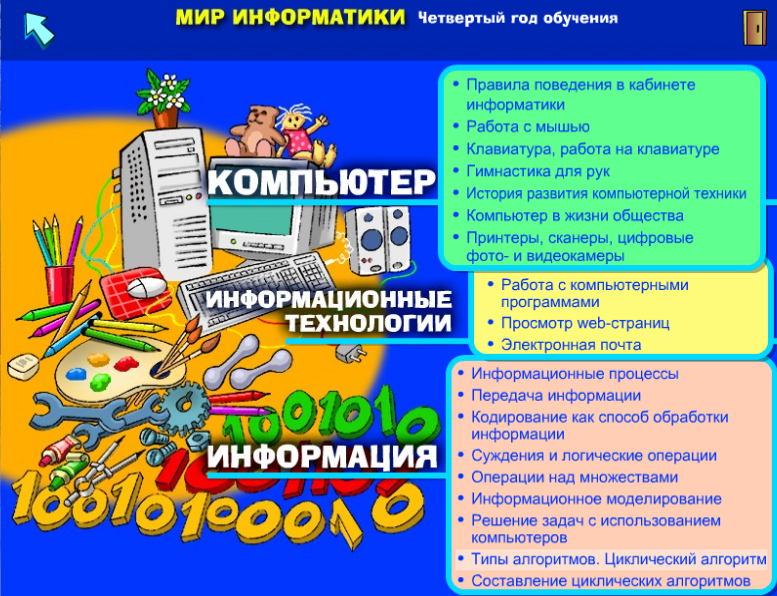 МИР ИНФОРМАТИКИ Четвертый год обучения
• Правила поведения в кабинете
информатики
• Работа с мышью
• Клавиатура, работа на клавиатуре
• Гимнастика для рук
• История развития компьютерной техники
• Компьютер в жизни общества
• Принтеры, сканеры, цифровые
фото- и видеокамеры
КОМПЬЮТЕР
• Работа с компьютерными
программами
• Просмотр web-страниц
• Электронная почта
ИНФОРМАЦИОННЫЕ
ТЕХНОЛОГИИ
• Информационные процессы
• Передача информации
• Кодирование как способ обработки
информации
• Суждения и логические операции
• Операции над множествами
• Информационное моделирование
• Решение задач с использованием
компьютеров
• Типы алгоритмов. Циклический алгоритм
• Составление циклических алгоритмов
ИНФОРМАЦИЯ
1001010
10010100010